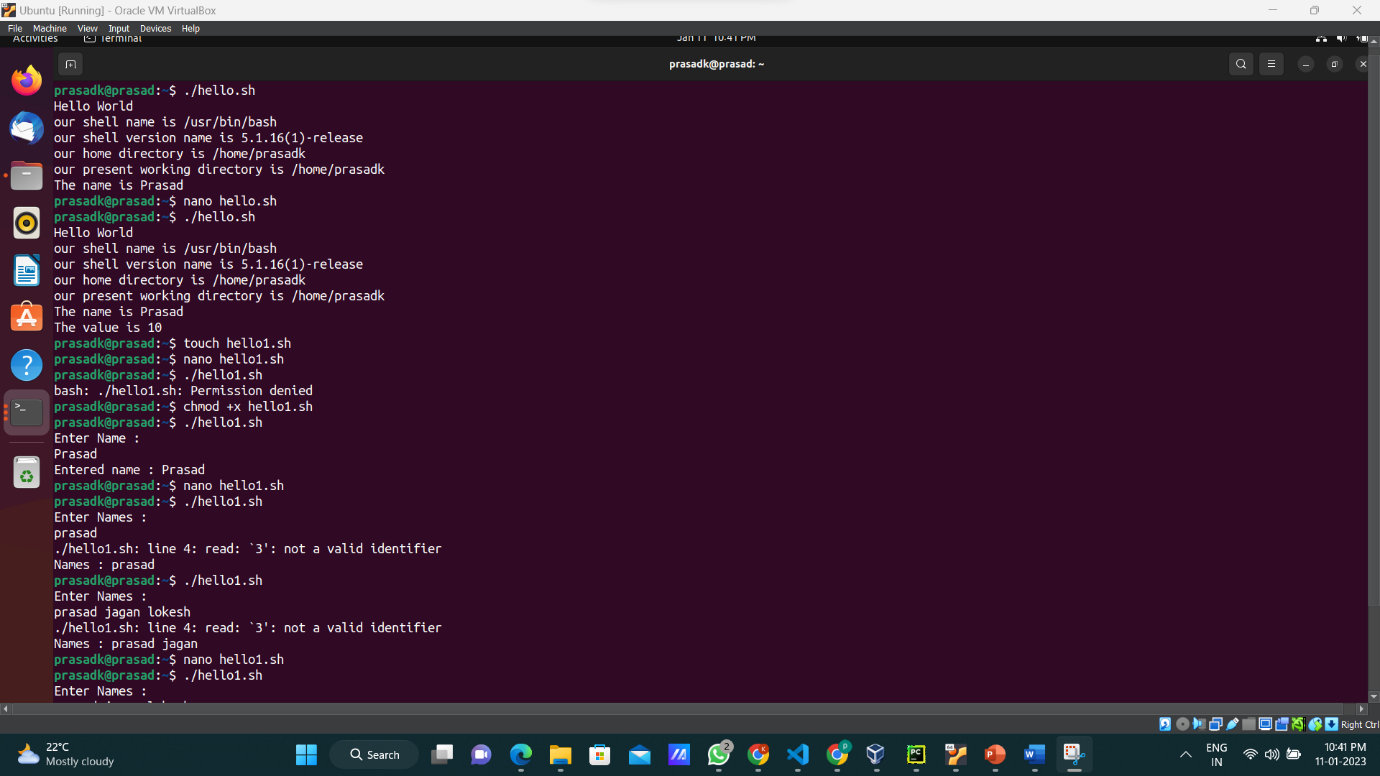 Ubuntu [Running] - Oracle VM VirtualBox
File Machine View Input Devices Help
Activities Terminal Jan 11 10:41 PM
prasadk@prasad: ~
prasadk@prasad:~$ ./hello.sh
Hello World
our shell name is /usr/bin/bash
our shell version name is 5.1.16(1)-release
our home directory is /home/prasadk
our present working directory is /home/prasadk
The name is Prasad
prasadk@prasad:~$ nano hello.sh
prasadk@prasad:~$ ./hello.sh
Hello World
our shell name is /usr/bin/bash
our shell version name is 5.1.16(1)-release
our home directory is /home/prasadk
our present working directory is /home/prasadk
The name is Prasad
The value is 10
prasadk@prasad:~$ touch hello1.sh
prasadk@prasad:~$ nano hello1.sh
prasadk@prasad:~$ ./hello1.sh
bash: ./hello1.sh: Permission denied
prasadk@prasad:~$ chmod +x hello1.sh
prasadk@prasad:~$ ./hello1.sh
Enter Name :
Prasad
Entered name : Prasad
prasadk@prasad:~$ nano hello1.sh
prasadk@prasad:~$ ./hello1.sh
Enter Names :
prasad
./hello1.sh: line 4: read: `3': not a valid identifier
Names : prasad
prasadk@prasad:~$ ./hello1.sh
Enter Names :
prasad jagan lokesh
./hello1.sh: line 4: read: `3': not a valid identifier
Names : prasad jagan
prasadk@prasad:~$ nano hello1.sh
prasadk@prasad:~$ ./hello1.sh
Enter Names :
Right Ctrl
22°C
Mostly cloudy
Search
2
ENG
IN
10:41 PM
11-01-2023